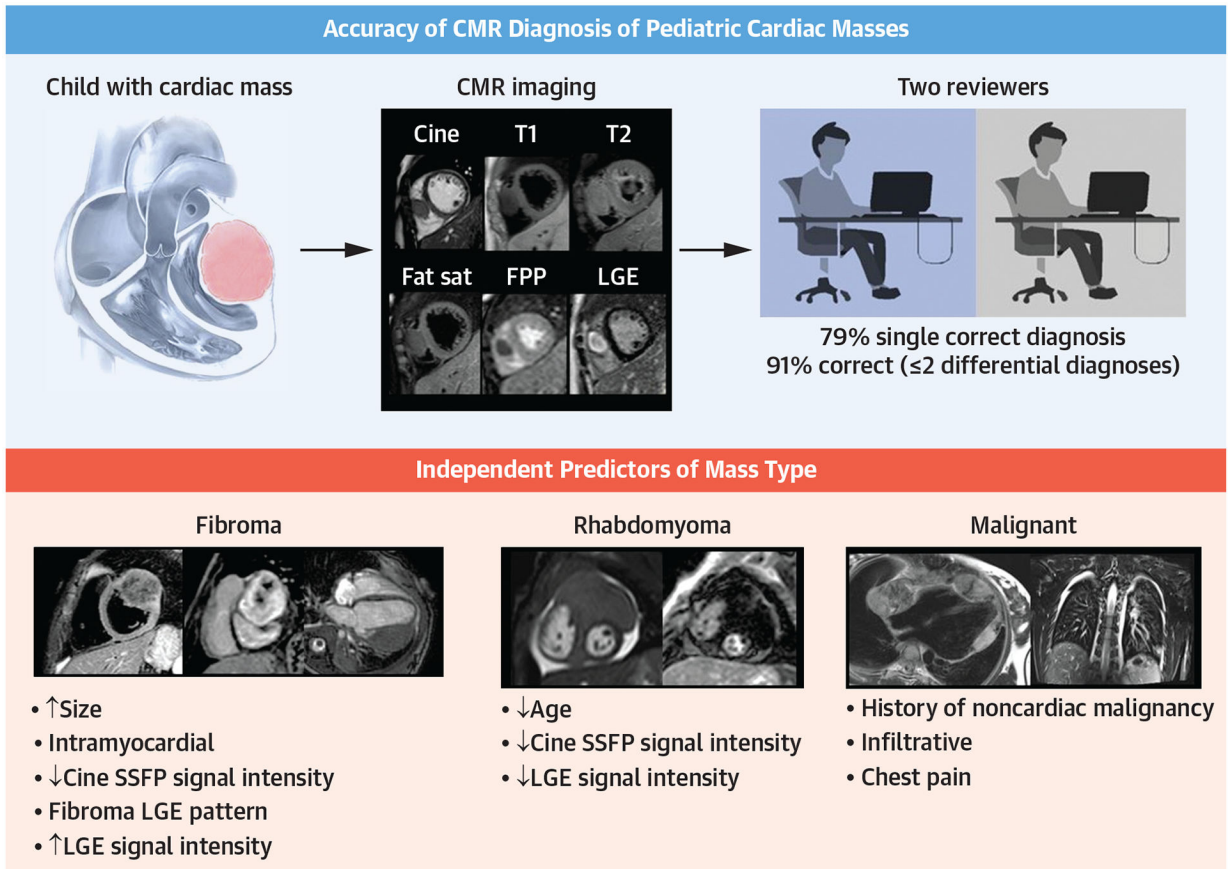 Accuracy of CMR Diagnosis of Pediatric Cardiac Masses
Child with cardiac mass
CMR imaging
Two reviewers
Cine T1 T2
Fat sat FPP LGE
79% single correct diagnosis
91% correct (≤2 differential diagnoses)
Independent Predictors of Mass Type
Fibroma
• ↑Size
• Intramyocardial
• ↓Cine SSFP signal intensity
• Fibroma LGE pattern
• ↑LGE signal intensity
Rhabdomyoma
• ↓Age
• ↓Cine SSFP signal intensity
• ↓LGE signal intensity
Malignant
• History of noncardiac malignancy
• Infiltrative
• Chest pain